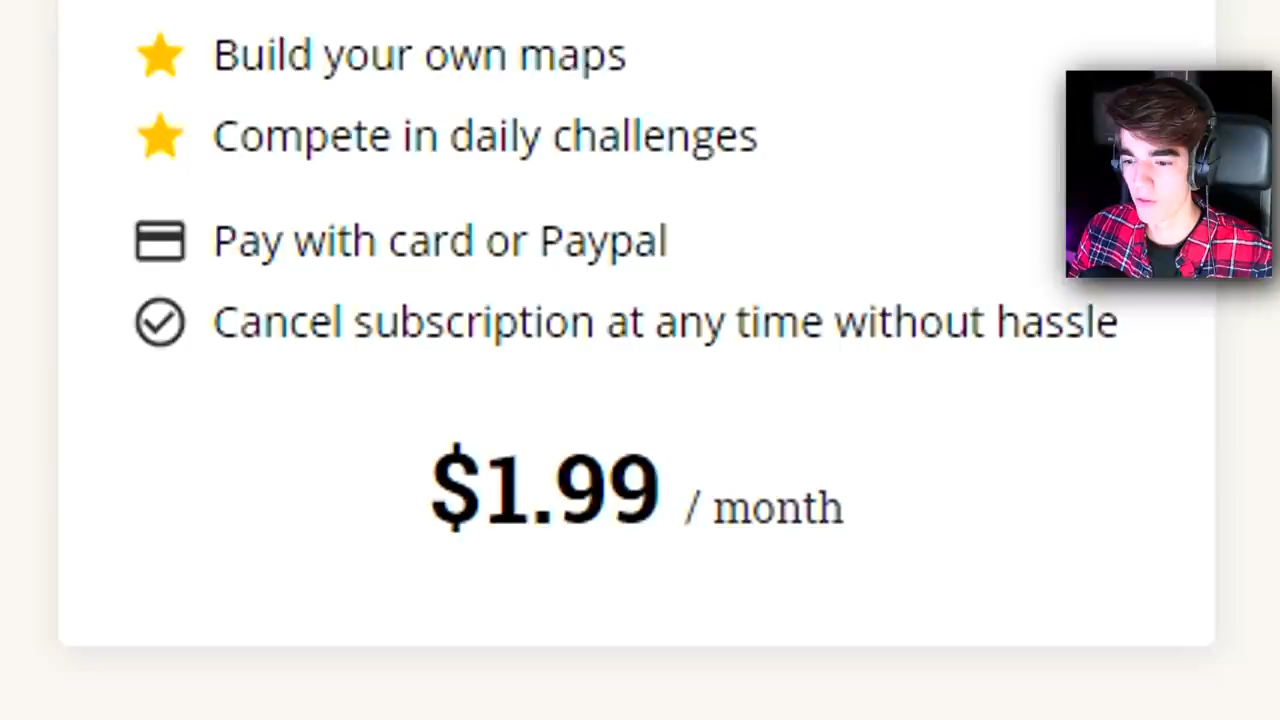 Build your own maps
Compete in daily challenges
Pay with card or Paypal
Cancel subscription at any time without hassle
$1.99 / month